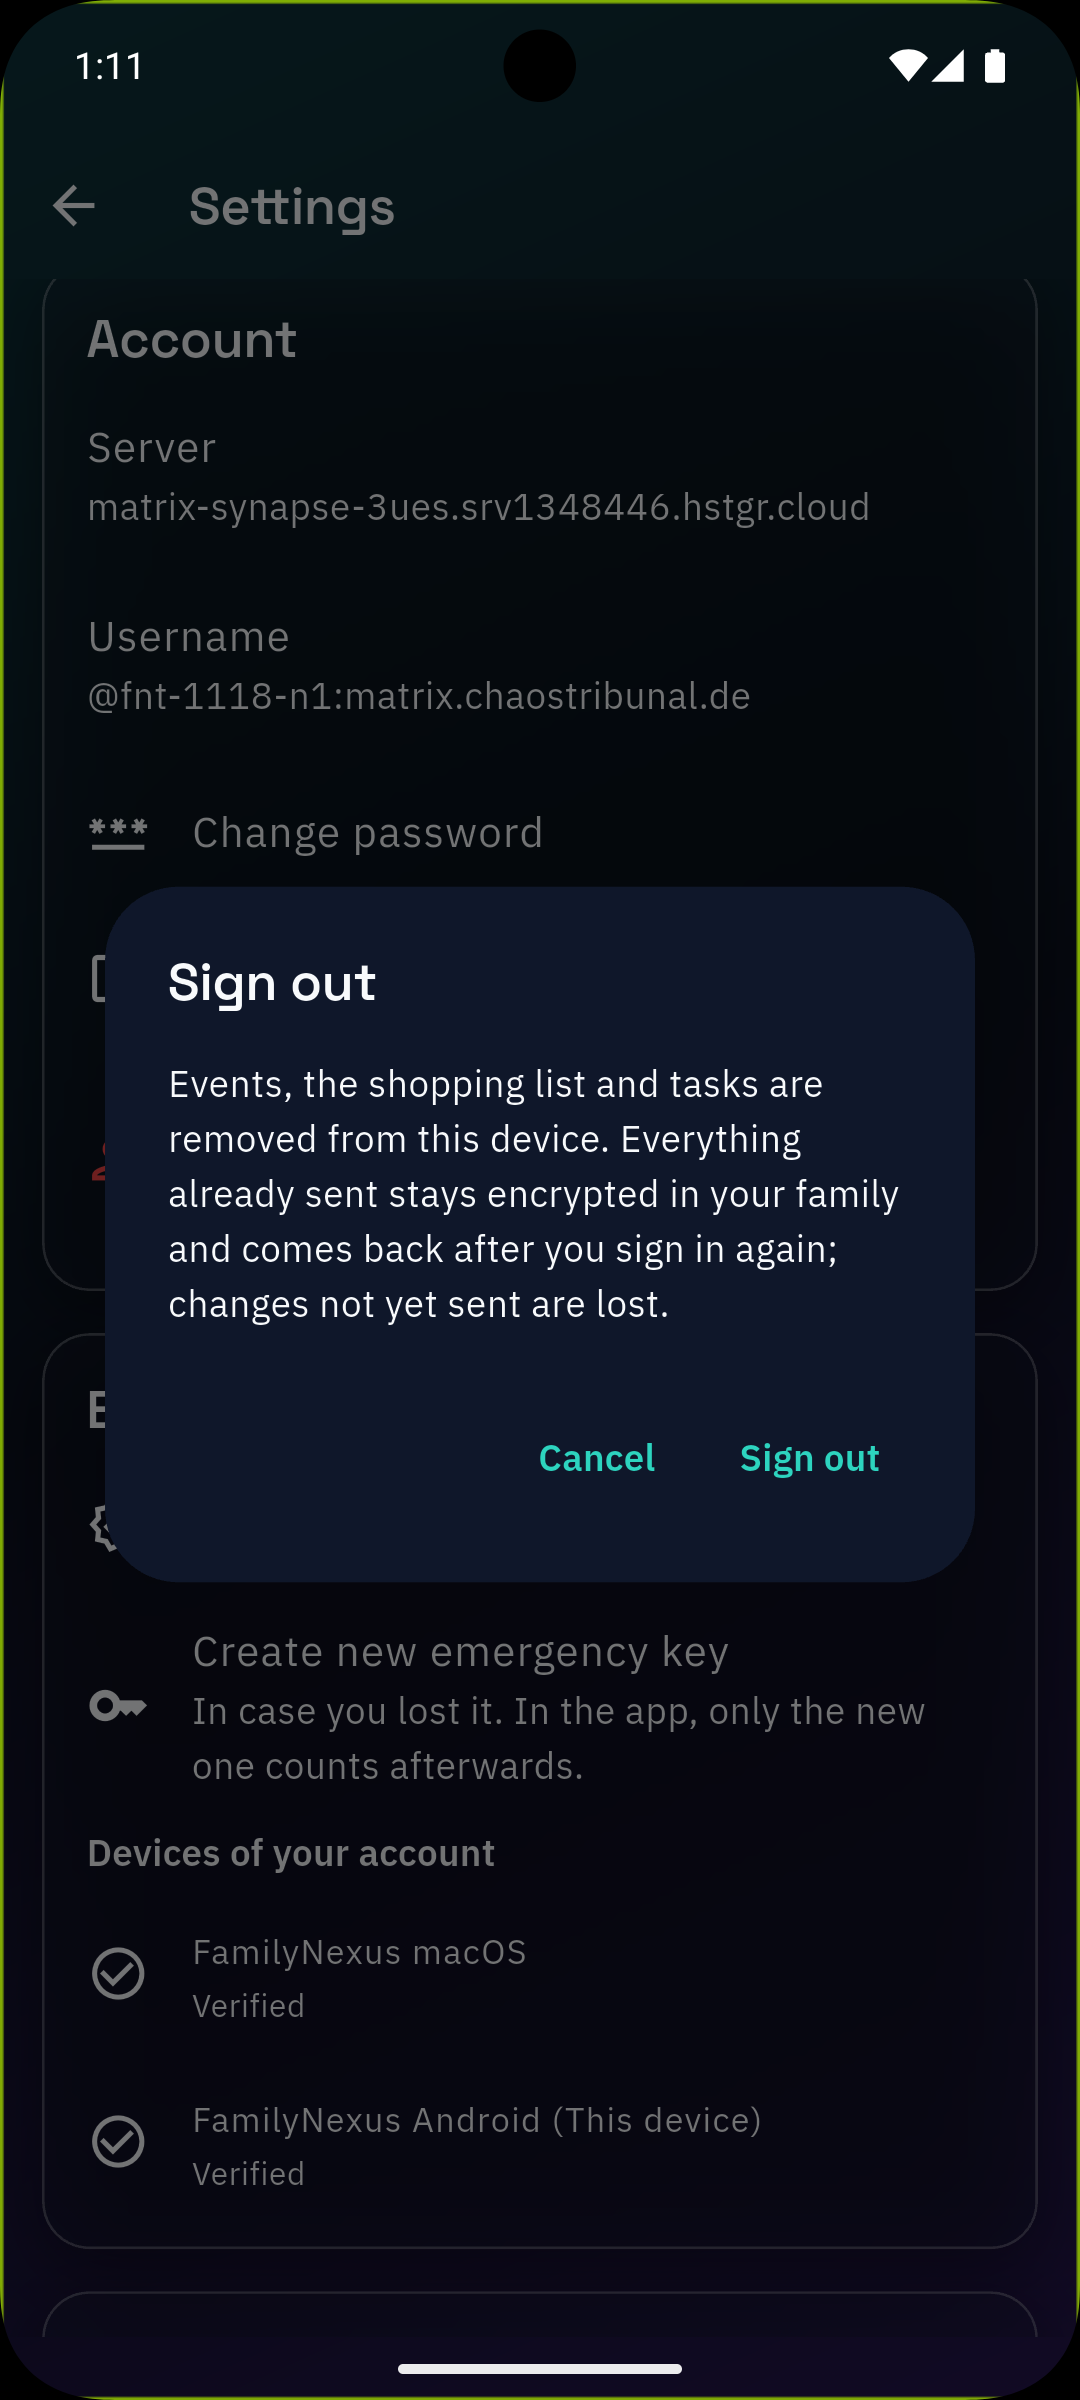 1:11
Settings
Account
Server
matrix-synapse-3ues.srv1348446.hstgr.cloud
Username
@fnt-1118-n1:matrix.chaostribunal.de
Change password
Sign out
Events, the shopping list and tasks are
removed from this device. Everything
already sent stays encrypted in your family
and comes back after you sign in again;
changes not yet sent are lost.
Cancel Sign out
Create new emergency key
In case you lost it. In the app, only the new
one counts afterwards.
Devices of your account
FamilyNexus macOS
Verified
FamilyNexus Android (This device)
Verified